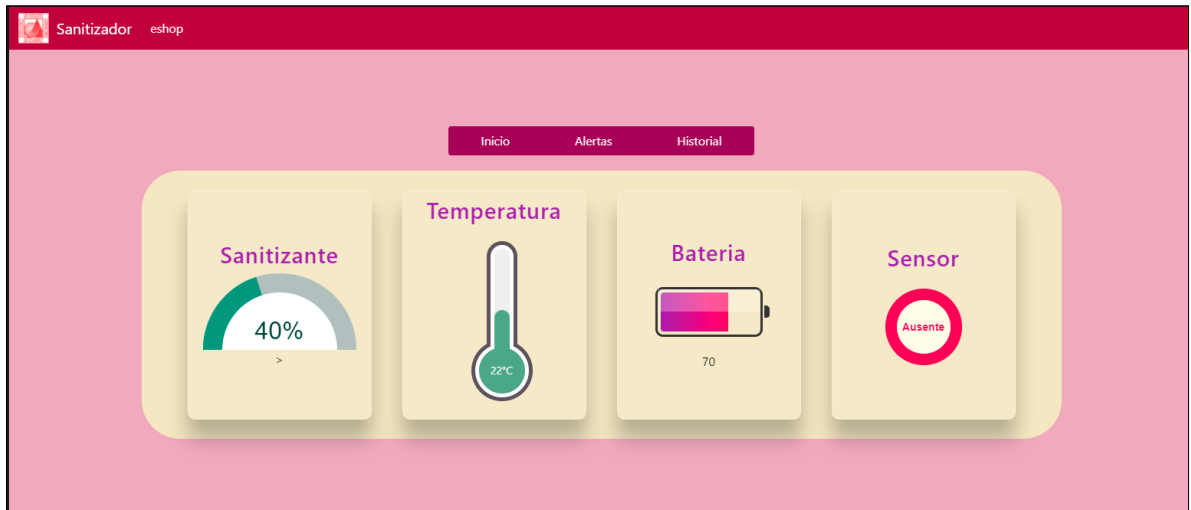 Sanitizador eshop
Inicio Alertas Historial
Sanitizante
40%
>
Temperatura
22°C
Bateria
70
Sensor
Ausente